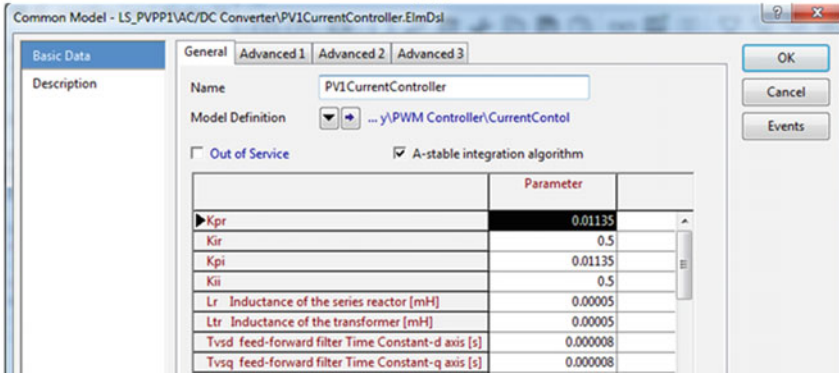 Common Model - LS_PVPP1\AC/DC Converter\PV1CurrentController.ElmDsl
Basic Data
Description
General Advanced 1 Advanced 2 Advanced 3
Name PV1CurrentController
Model Definition ... y\PWM Controller\CurrentContol
Out of Service A-stable integration algorithm
Parameter
Kpr 0.01135
Kir 0.5
Kpi 0.01135
Kii 0.5
Lr Inductance of the series reactor [mH] 0.00005
Ltr Inductance of the transformer [mH] 0.00005
Tvsd feed-forward filter Time Constant-d axis [s] 0.000008
Tvsq feed-forward filter Time Constant-q axis [s] 0.000008
OK
Cancel
Events